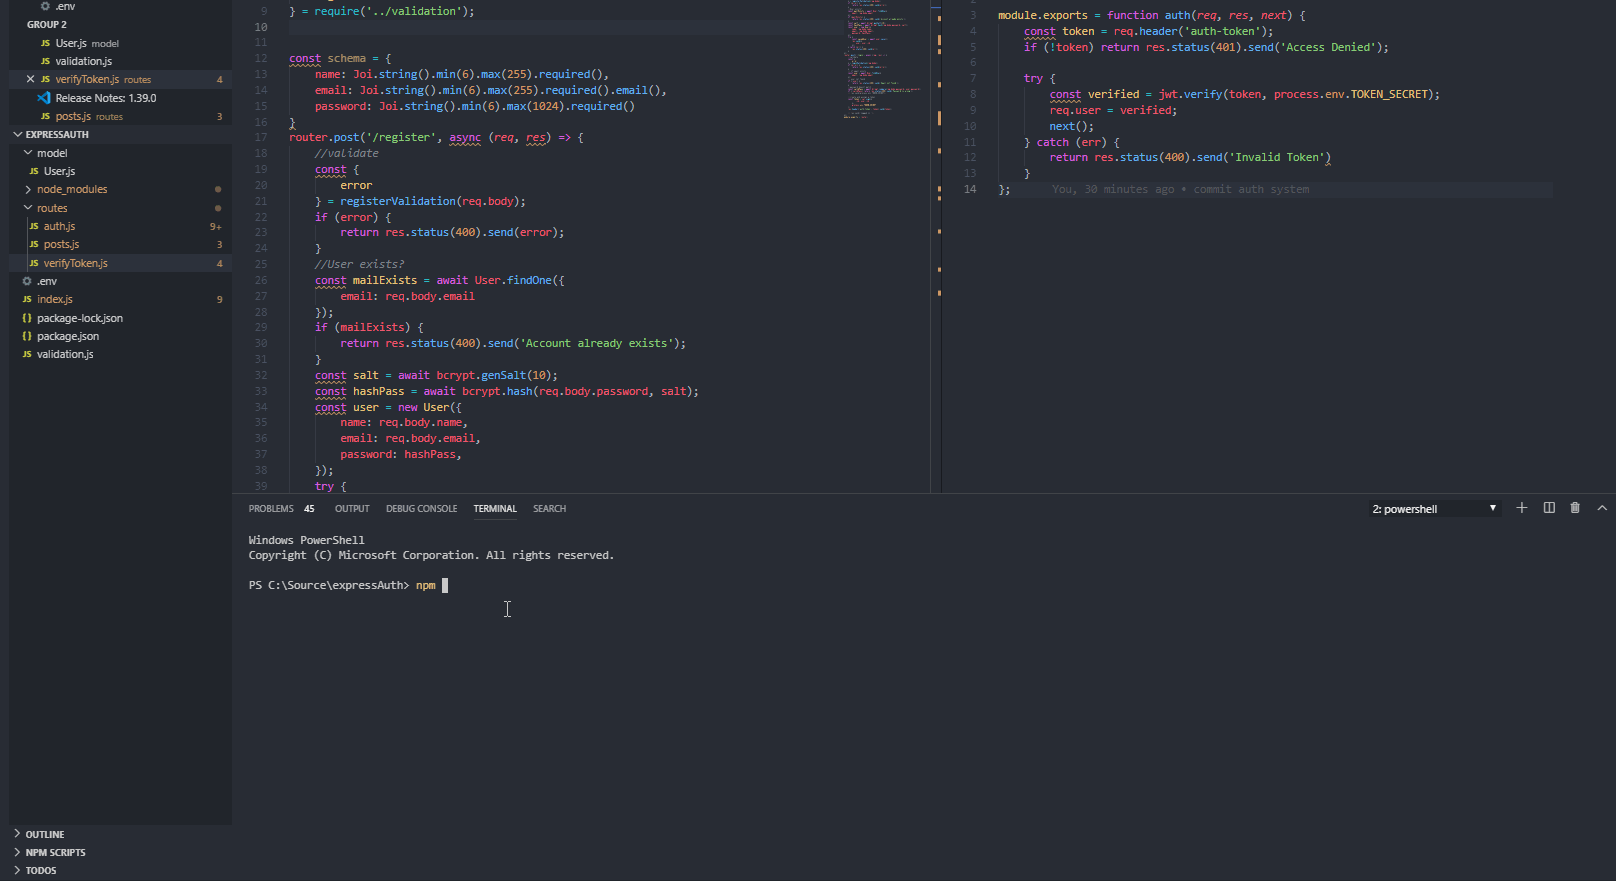 .env
GROUP 2
JS User.js model
JS validation.js
JS verifyToken.js routes 4
Release Notes: 1.39.0
JS posts.js routes 3
EXPRESSAUTH
model
JS User.js
node_modules
routes
JS auth.js 9+
JS posts.js 3
JS verifyToken.js 4
.env
JS index.js 9
{} package-lock.json
{} package.json
JS validation.js
OUTLINE
NPM SCRIPTS
TODOS
9 } = require('../validation');
10
11
12 const schema = {
13 name: Joi.string().min(6).max(255).required(),
14 email: Joi.string().min(6).max(255).required().email(),
15 password: Joi.string().min(6).max(1024).required()
16 }
17 router.post('/register', async (req, res) => {
18 //validate
19 const {
20 error
21 } = registerValidation(req.body);
22 if (error) {
23 return res.status(400).send(error);
24 }
25 //User exists?
26 const mailExists = await User.findOne({
27 email: req.body.email
28 });
29 if (mailExists) {
30 return res.status(400).send('Account already exists');
31 }
32 const salt = await bcrypt.genSalt(10);
33 const hashPass = await bcrypt.hash(req.body.password, salt);
34 const user = new User({
35 name: req.body.name,
36 email: req.body.email,
37 password: hashPass,
38 });
39 try {
3 module.exports = function auth(req, res, next) {
4 const token = req.header('auth-token');
5 if (!token) return res.status(401).send('Access Denied');
6
7 try {
8 const verified = jwt.verify(token, process.env.TOKEN_SECRET);
9 req.user = verified;
10 next();
11 } catch (err) {
12 return res.status(400).send('Invalid Token')
13 }
14 }; You, 30 minutes ago • commit auth system
PROBLEMS 45 OUTPUT DEBUG CONSOLE TERMINAL SEARCH 2: powershell
Windows PowerShell
Copyright (C) Microsoft Corporation. All rights reserved.
PS C:\Source\expressAuth> npm